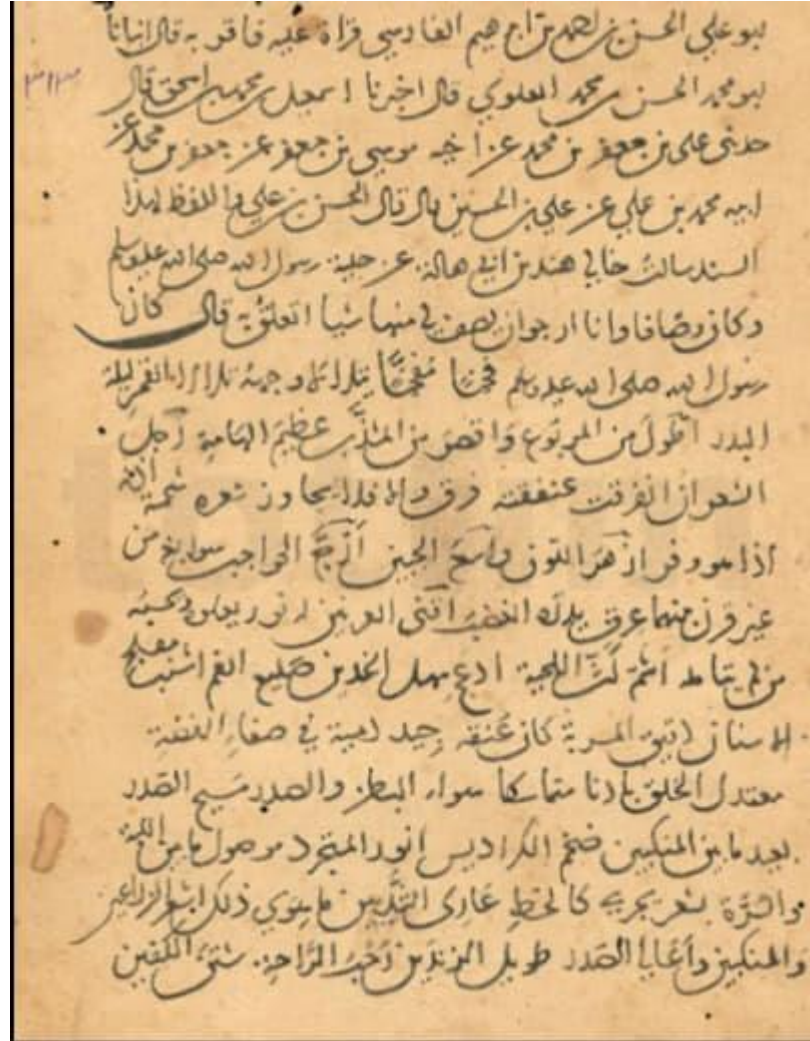 ابو علي الحسن بن احمد بن ابراهيم الفارسي قراة عليه فاقر به قال انبانا
ابو محمد الحسن بن محمد العلوي قال اخبرنا اسمعيل بن محمد بن اسحق قال
٣١٣
حدثني علي بن جعفر بن محمد عن اخيه موسى بن جعفر عن جعفر بن محمد عن
ابيه محمد بن علي عن علي بن الحسين قال قال الحسن بن علي واللفظ لهذا
السند سالت خالي هند بن ابي هالة عن حلية رسول الله صلى الله عليه وسلم
وكان وصافا وانا ارجو ان يصف لي منها شيا اتعلق به قال كان
رسول الله صلى الله عليه وسلم فخما مفخما يتلالا وجهه تلالا القمر ليلة
البدر اطول من المربوع واقصر من المشذب عظيم الهامة رجل
الشعر ان انفرقت عقيقته فرق والا فلا يجاوز شعره شحمة اذنه
اذا هو وفره ازهر اللون واسع الجبين ازج الحواجب سوابغ من
غير قرن بينهما عرق يدره الغضب اقنى العرنين له نور يعلوه ويحسبه
من لم يتامله اشم كث اللحية ادعج سهل الخدين ضليع الفم اشنب مفلج
الاسنان دقيق المسربة كان عنقه جيد دمية في صفاء الفضة
معتدل الخلق بادنا متماسكا سواء البطن والصدر مسيح الصدر
بعيد ما بين المنكبين ضخم الكراديس انور المتجرد موصول ما بين اللبة
والسرة بشعر يجري كالخط عاري الثديين ما سوى ذلك اشعر الذراعين
والمنكبين واعالي الصدر طويل الزندين رحب الراحة شثن الكفين